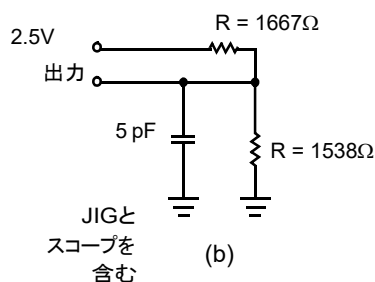 R = 1667Ω
2.5V
出力
5 pF
R = 1538Ω
JIGと
スコープを
含む
(b)